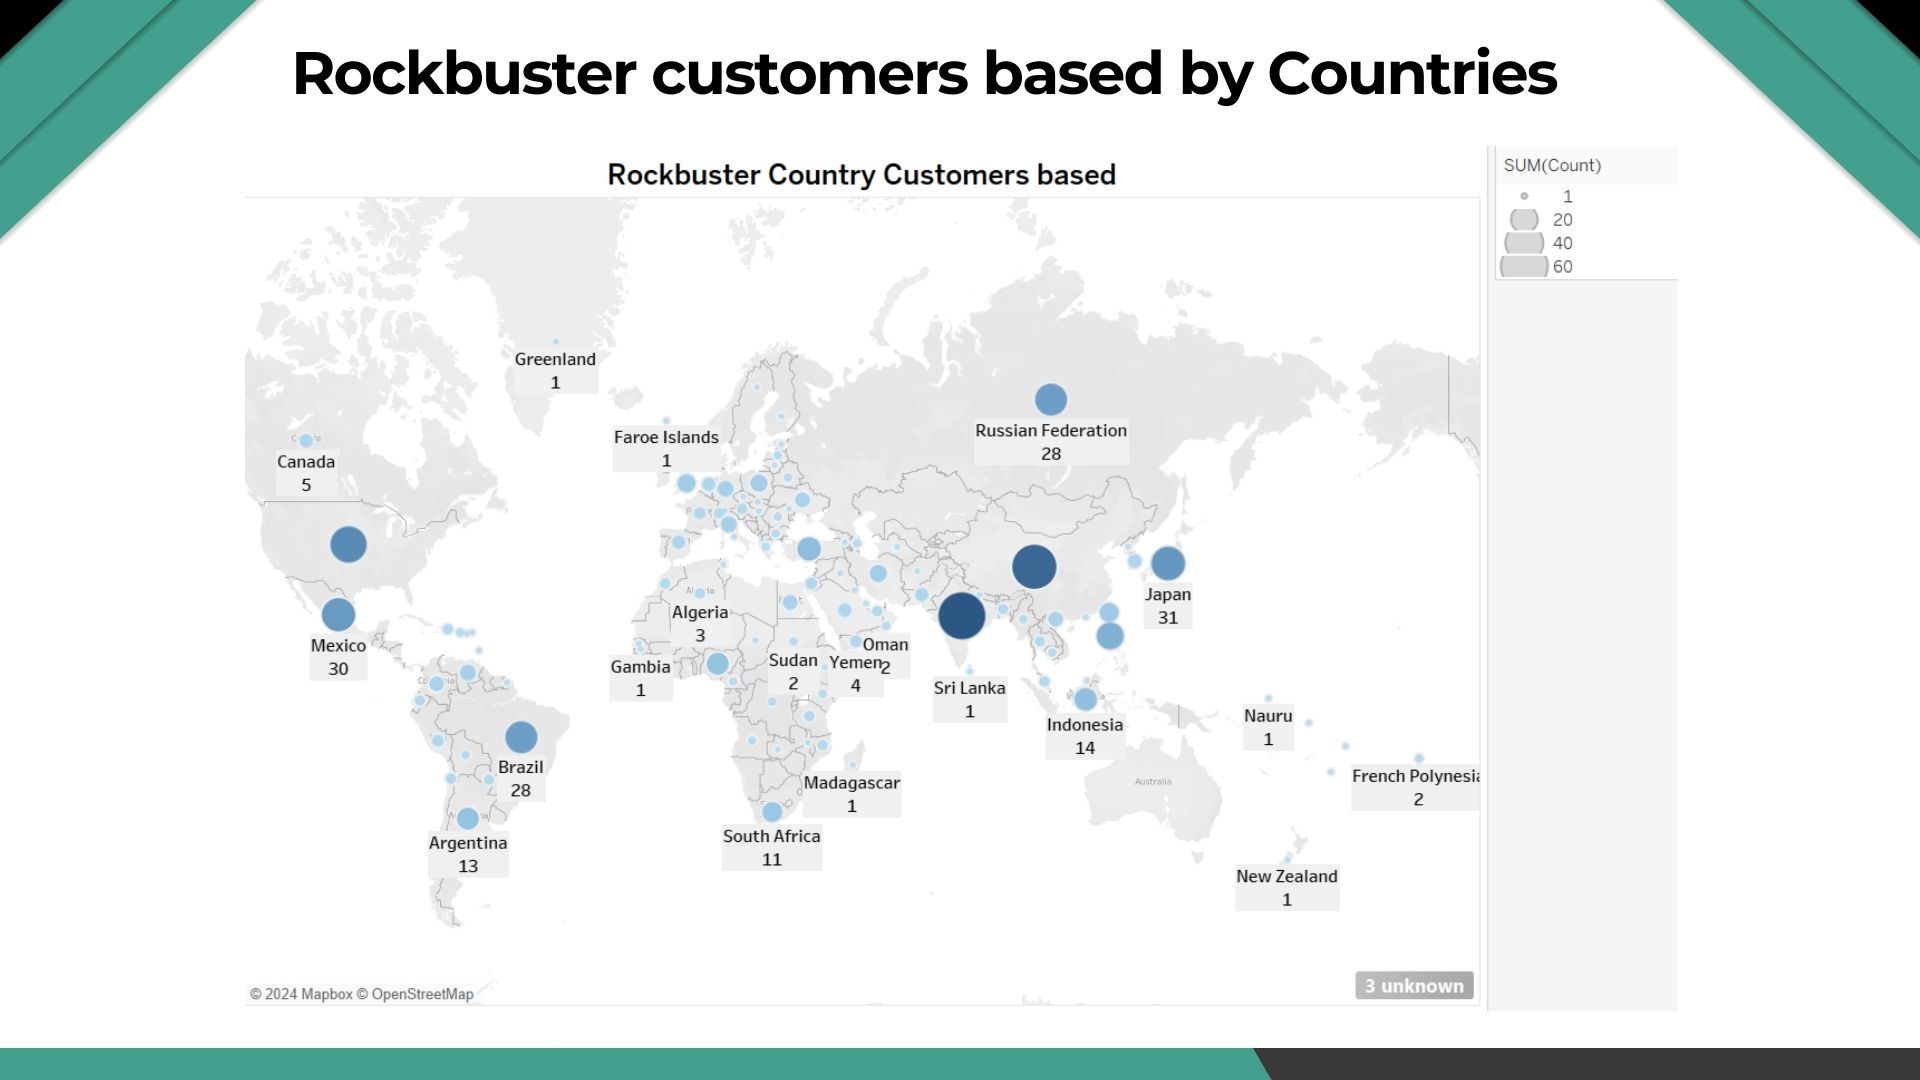 Rockbuster customers based by Countries
Rockbuster Country Customers based
SUM(Count)
1
20
40
60
Greenland
1
Faroe Islands
1
Russian Federation
28
Canada
5
Japan
31
Algeria
3
Mexico
30
Oman
2
Sudan
2
Yemen
4
Gambia
1
Sri Lanka
1
Indonesia
14
Nauru
1
Brazil
28
Madagascar
1
Australia
French Polynesia
2
Argentina
13
South Africa
11
New Zealand
1
© 2024 Mapbox © OpenStreetMap
3 unknown